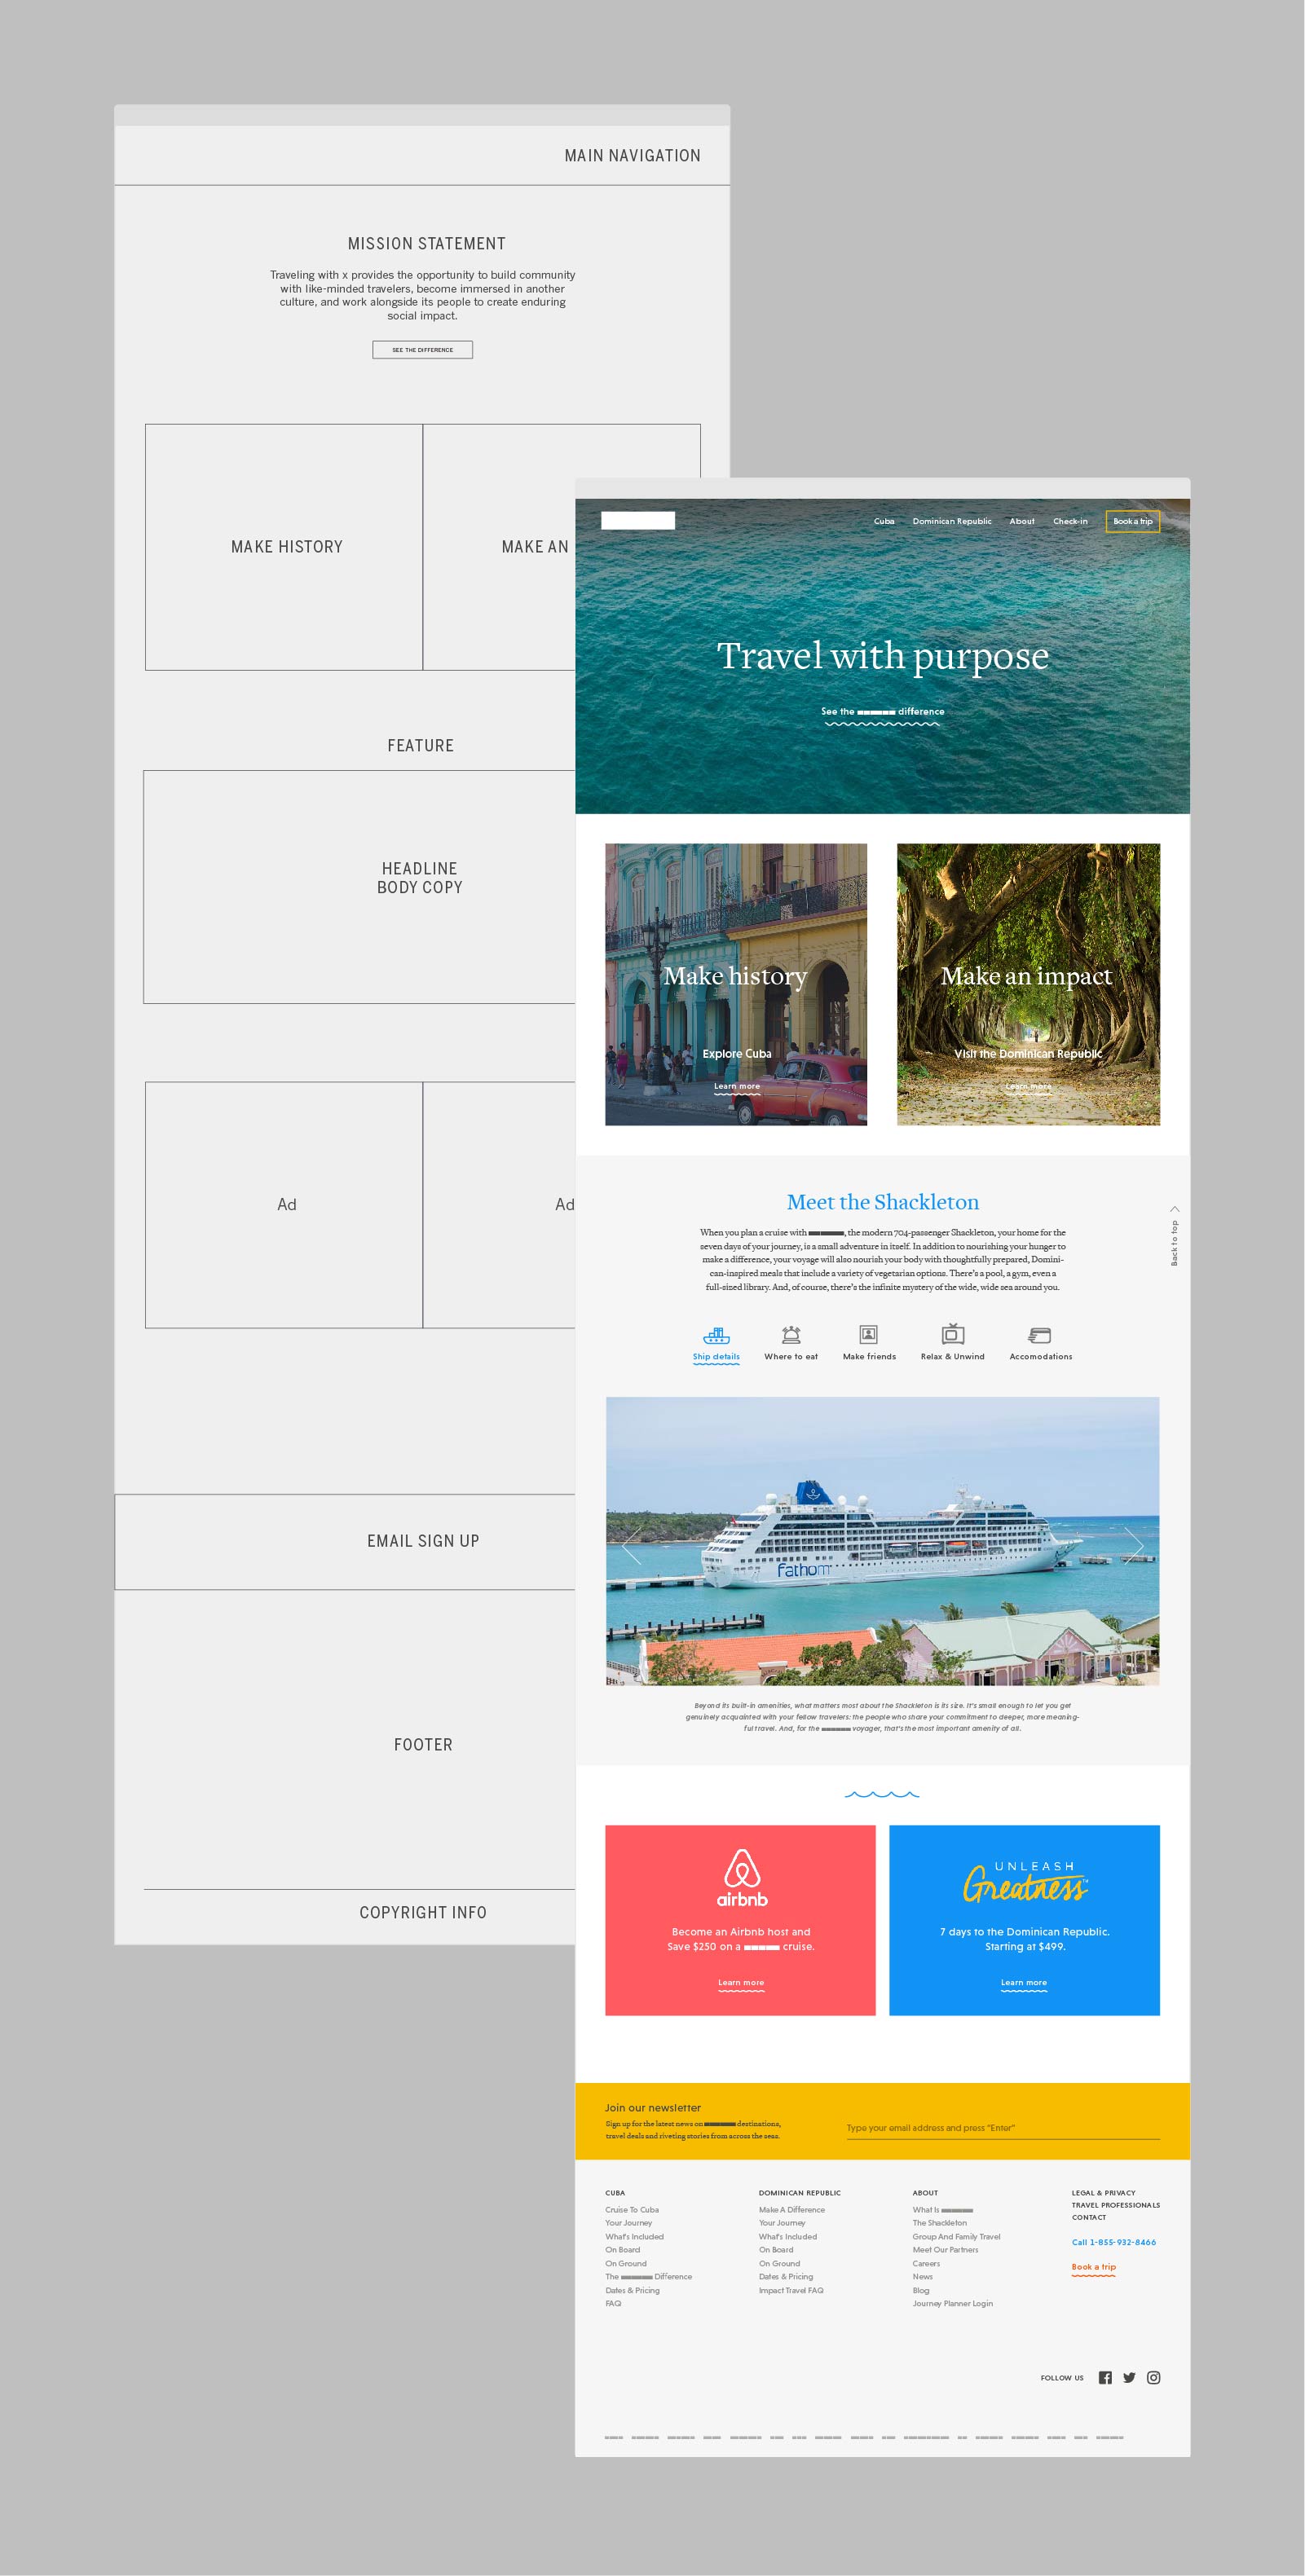 MAIN NAVIGATION
MISSION STATEMENT
Traveling with x provides the opportunity to build community
with like-minded travelers, become immersed in another
culture, and work alongside its people to create enduring
social impact.
SEE THE DIFFERENCE
MAKE HISTORY
MAKE AN
FEATURE
HEADLINE
BODY COPY
Ad
Ad
EMAIL SIGN UP
FOOTER
COPYRIGHT INFO
Cuba Dominican Republic About Check-in Book a trip
Travel with purpose
See the difference
Make history
Explore Cuba
Learn more
Make an impact
Visit the Dominican Republic
Learn more
Meet the Shackleton
When you plan a cruise with , the modern 704-passenger Shackleton, your home for the
seven days of your journey, is a small adventure in itself. In addition to nourishing your hunger to
make a difference, your voyage will also nourish your body with thoughtfully prepared, Domini-
can-inspired meals that include a variety of vegetarian options. There's a pool, a gym, even a
full-sized library. And, of course, there's the infinite mystery of the wide, wide sea around you.
Back to top
Ship details Where to eat Make friends Relax & Unwind Accomodations
fathom
Beyond its built-in amenities, what matters most about the Shackleton is its size. It's small enough to let you get
genuinely acquainted with your fellow travelers: the people who share your commitment to deeper, more meaning-
ful travel. And, for the voyager, that's the most important amenity of all.
airbnb
Become an Airbnb host and
Save $250 on a cruise.
Learn more
UNLEASH
Greatness™
7 days to the Dominican Republic.
Starting at $499.
Learn more
Join our newsletter
Sign up for the latest news on destinations,
travel deals and riveting stories from across the seas.
Type your email address and press "Enter"
CUBA
Cruise To Cuba
Your Journey
What's Included
On Board
On Ground
The Difference
Dates & Pricing
FAQ
DOMINICAN REPUBLIC
Make A Difference
Your Journey
What's Included
On Board
On Ground
Dates & Pricing
Impact Travel FAQ
ABOUT
What Is
The Shackleton
Group And Family Travel
Meet Our Partners
Careers
News
Blog
Journey Planner Login
LEGAL & PRIVACY
TRAVEL PROFESSIONALS
CONTACT
Call 1-855-932-8466
Book a trip
FOLLOW US